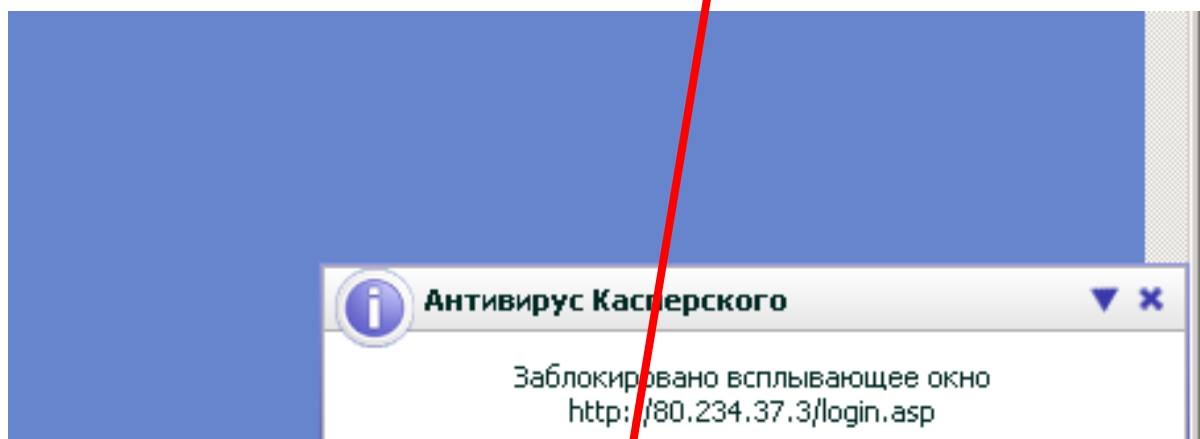 Антивирус Касперского
Заблокировано всплывающее окно
http://80.234.37.3/login.asp